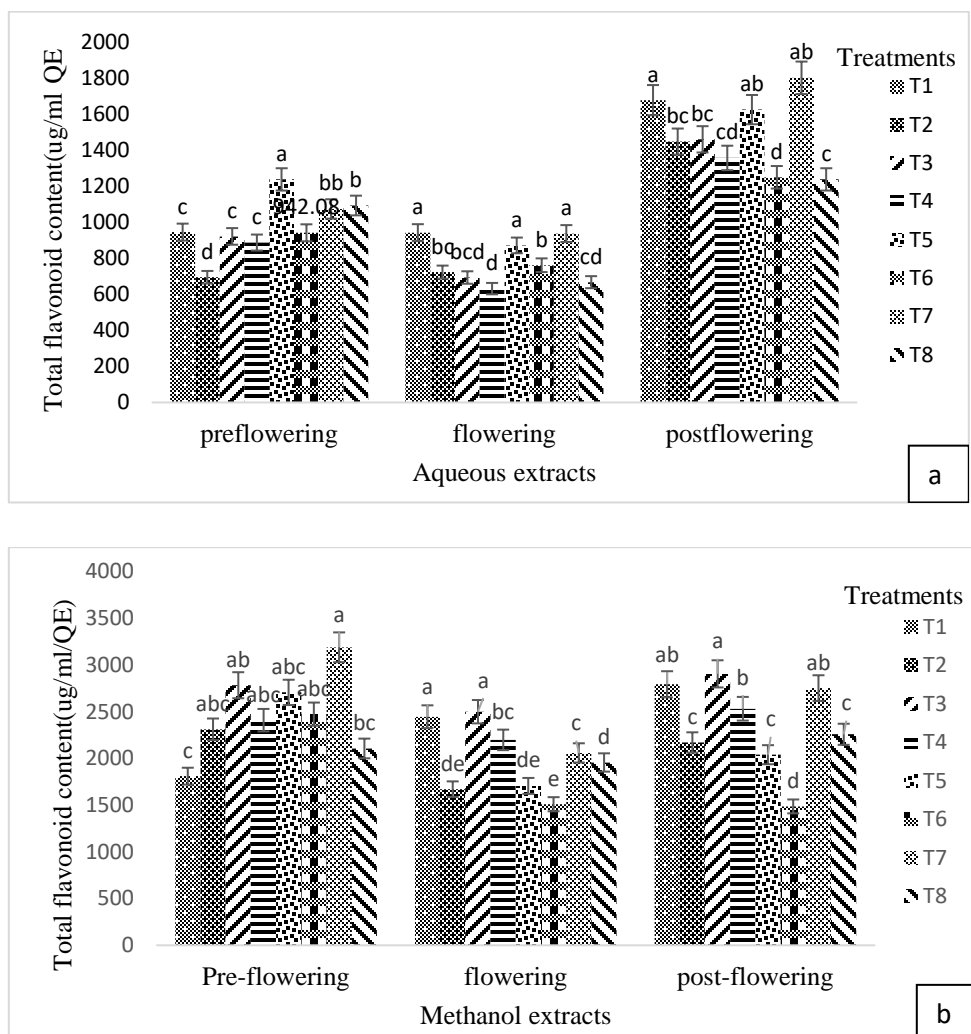 Total flavonoid content(ug/ml QE
2000
1800
1600
1400
1200
1000
800
600
400
200
0
c
d
c
c
a
942.08
bb
b
a
bc
bcd
d
a
b
a
cd
a
bc
bc
cd
ab
d
ab
c
preflowering
flowering
postflowering
Aqueous extracts
Treatments
T1
T2
T3
T4
T5
T6
T7
T8
a
Total flavonoid content(ug/ml/QE)
4000
3500
3000
2500
2000
1500
1000
500
0
c
abc
ab
abc
abc
abc
a
bc
a
de
a
bc
de
e
c
d
ab
c
a
b
c
d
ab
c
Pre-flowering
flowering
post-flowering
Methanol extracts
Treatments
T1
T2
T3
T4
T5
T6
T7
T8
b